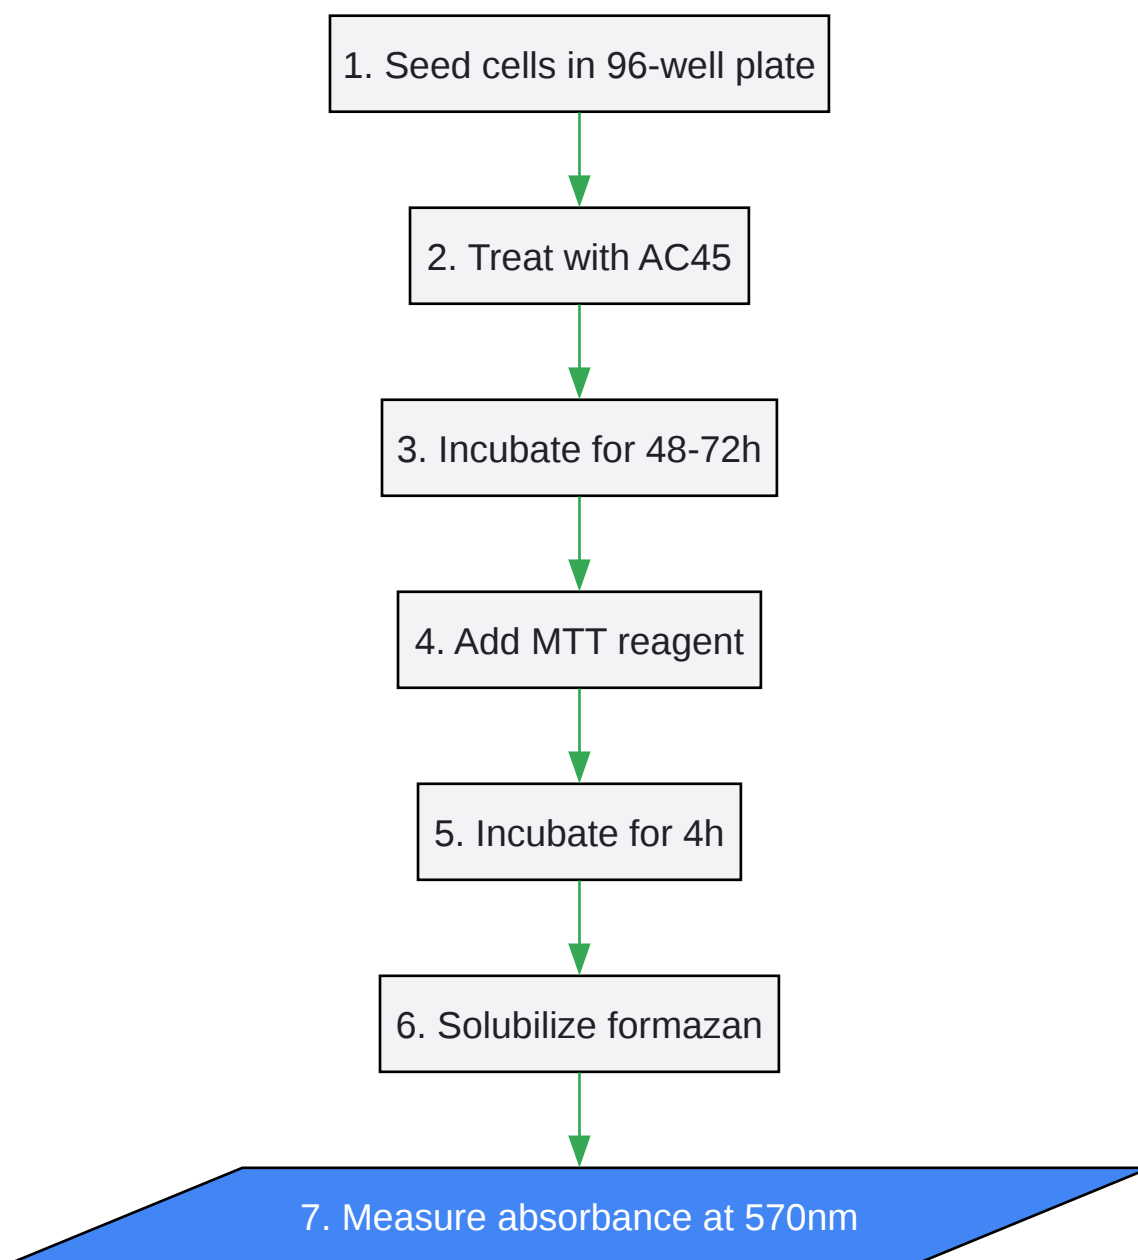 1. Seed cells in 96-well plate
2. Treat with AC45
3. Incubate for 48-72h
4. Add MTT reagent
5. Incubate for 4h
6. Solubilize formazan
7. Measure absorbance at 570nm